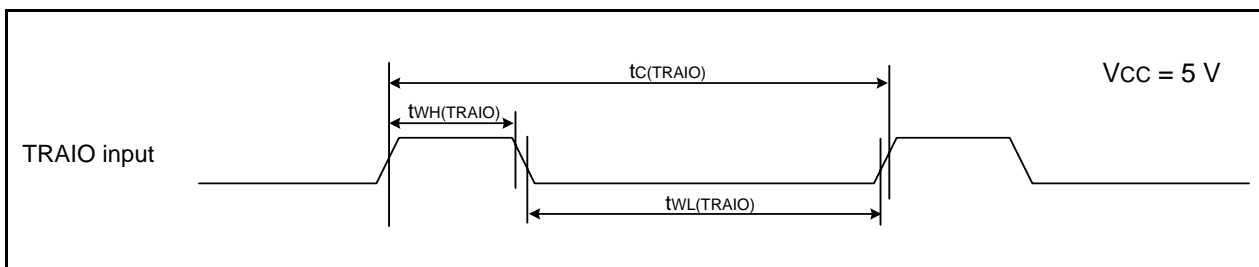 tC(TRAIO)
VCC = 5 V
tWH(TRAIO)
TRAIO input
tWL(TRAIO)